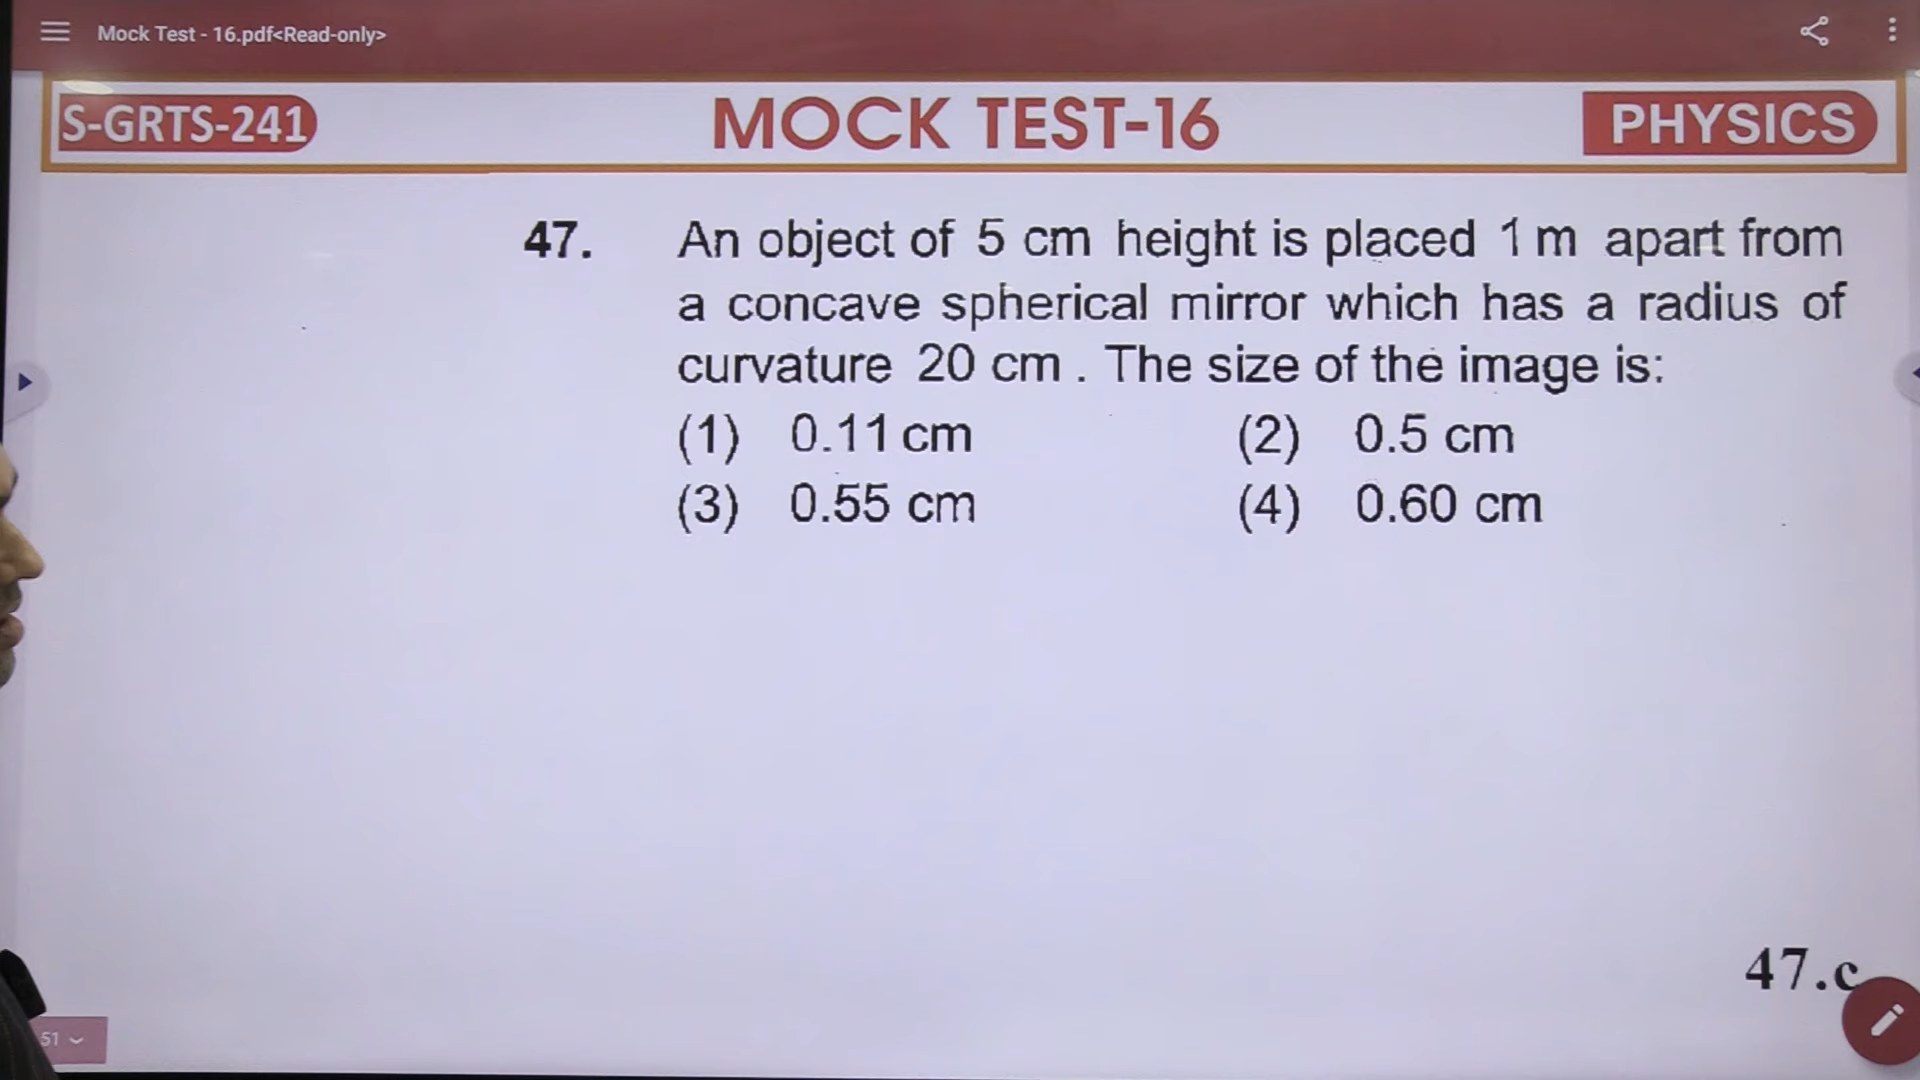 Mock Test - 16.pdf<Read-only>
S-GRTS-241 MOCK TEST-16 PHYSICS
47. An object of 5 cm height is placed 1 m apart from
a concave spherical mirror which has a radius of
curvature 20 cm . The size of the image is:
(1) 0.11 cm (2) 0.5 cm
(3) 0.55 cm (4) 0.60 cm
47.c
51